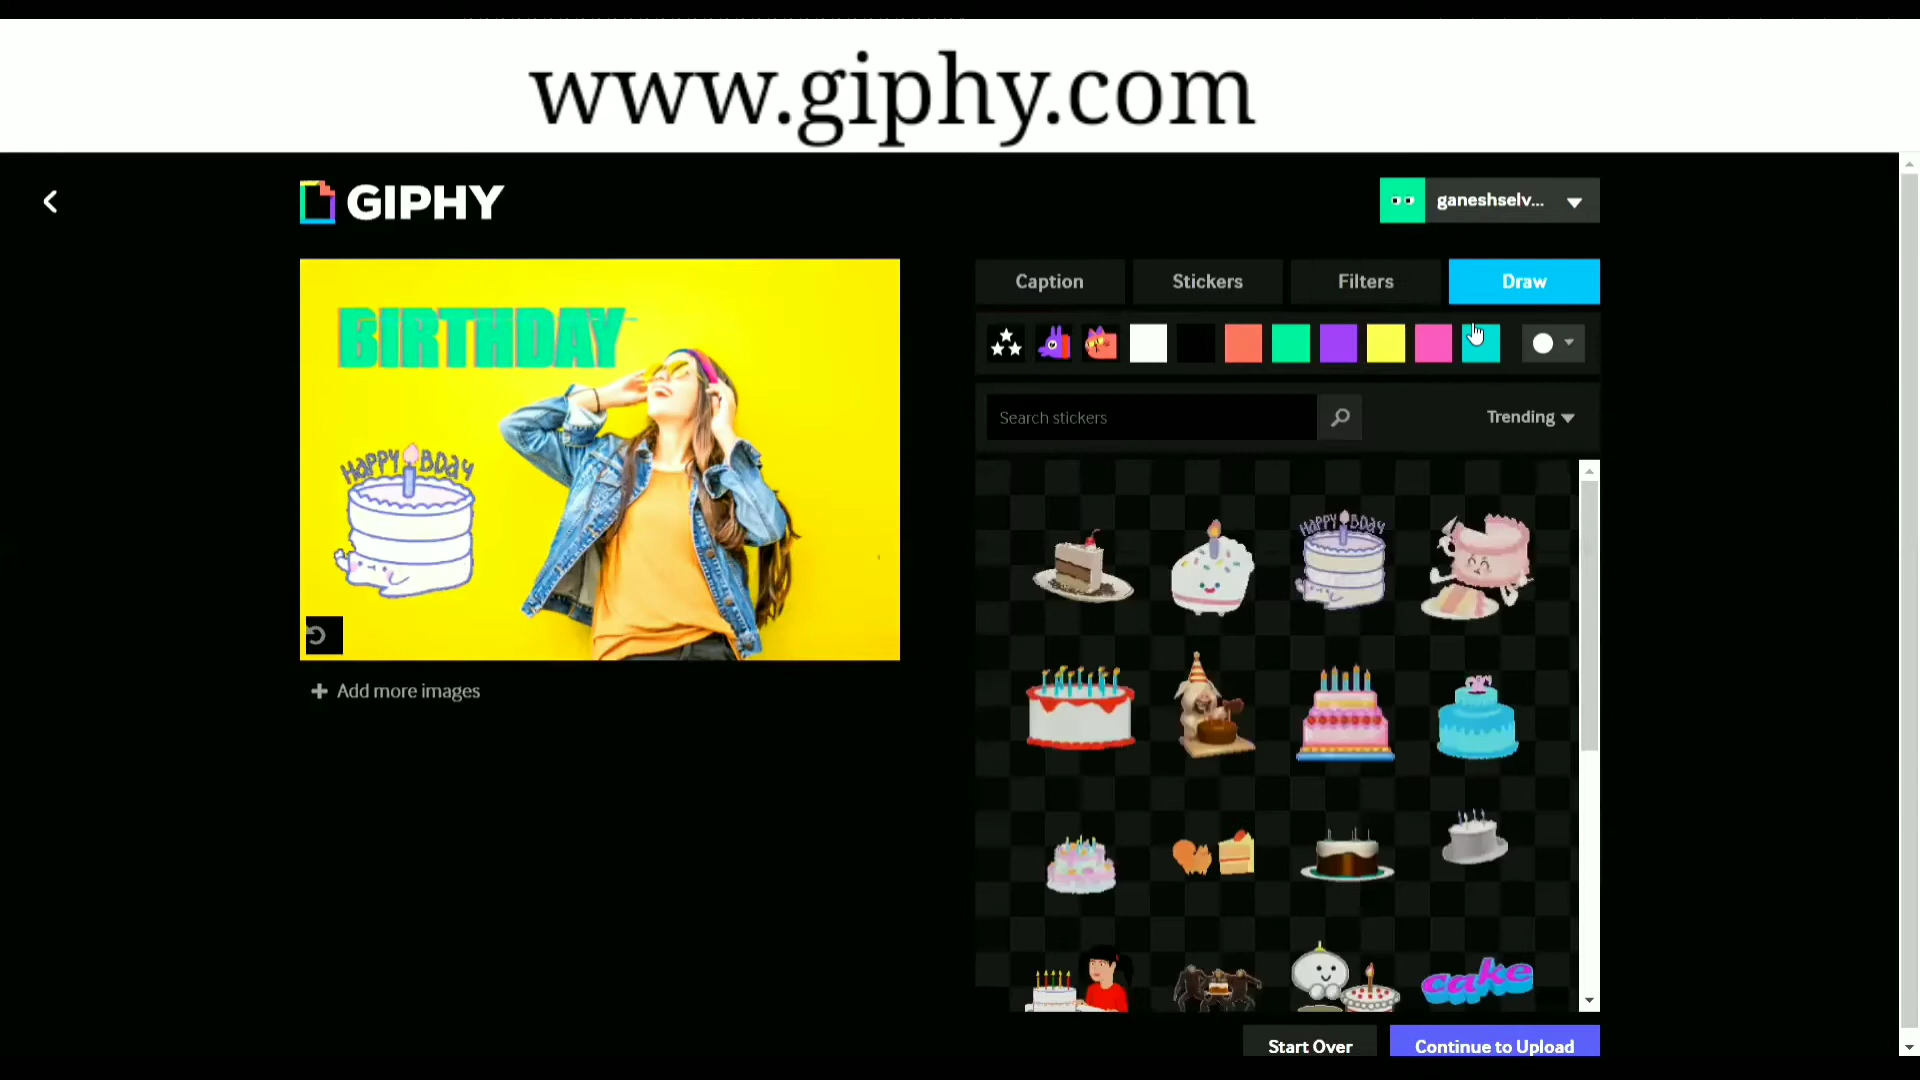 www.giphy.com
GIPHY
ganeshselv...
Caption
Stickers
Filters
Draw
BIRTHDAY
Search stickers
Trending
HAPPY BDAY
HAPPY BDAY
Add more images
cake
Start Over
Continue to Upload